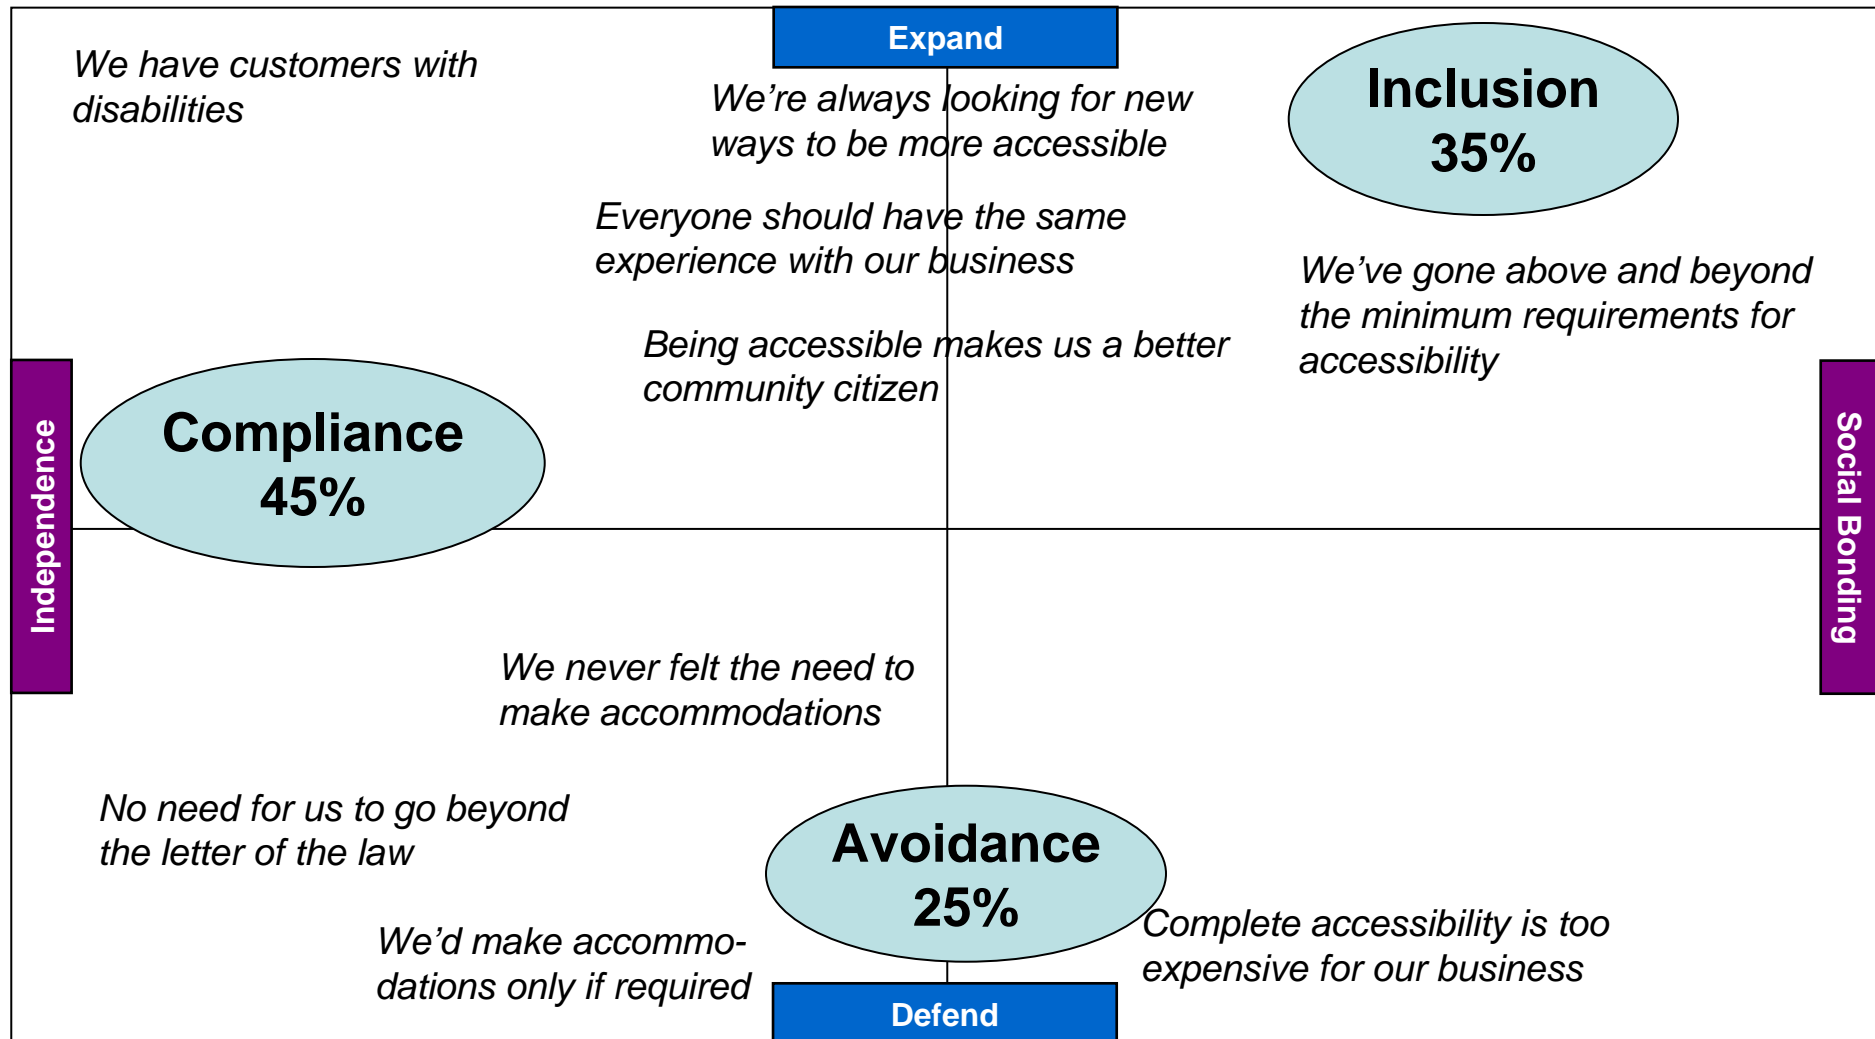 Expand
We have customers with
disabilities
We’re always looking for new
ways to be more accessible
Inclusion
35%
Everyone should have the same
experience with our business
We’ve gone above and beyond
the minimum requirements for
accessibility
Being accessible makes us a better
community citizen
Independence
Compliance
45%
Social Bonding
We never felt the need to
make accommodations
No need for us to go beyond
the letter of the law
Avoidance
25%
We’d make accommo-
dations only if required
Complete accessibility is too
expensive for our business
Defend